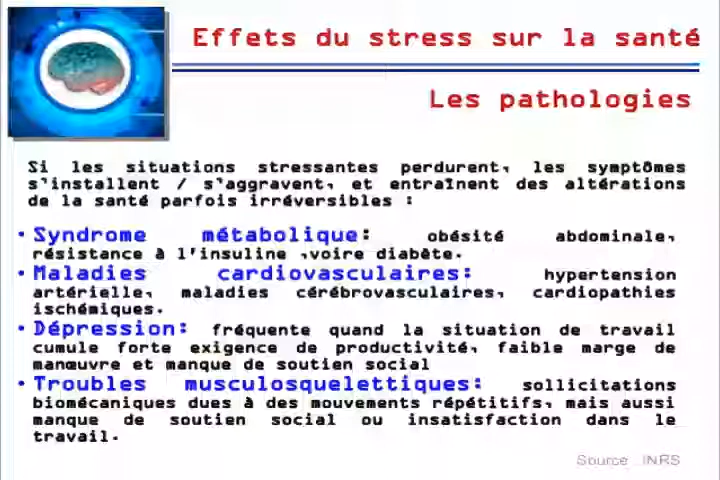 Effets du stress sur la santé
Les pathologies
Si les situations stressantes perdurent, les symptômes
s'installent / s'aggravent, et entraînent des altérations
de la santé parfois irréversibles :
• Syndrome métabolique: obésité abdominale,
résistance à l'insuline ,voire diabète.
• Maladies cardiovasculaires: hypertension
artérielle, maladies cérébrovasculaires, cardiopathies
ischémiques.
• Dépression: fréquente quand la situation de travail
cumule forte exigence de productivité, faible marge de
manœuvre et manque de soutien social
• Troubles musculosquelettiques: sollicitations
biomécaniques dues à des mouvements répétitifs, mais aussi
manque de soutien social ou insatisfaction dans le
travail.
Source : INRS